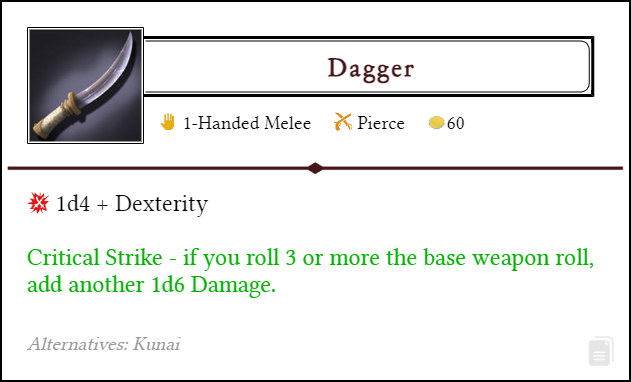 Dagger
1-Handed Melee Pierce 60
1d4 + Dexterity
Critical Strike - if you roll 3 or more the base weapon roll,
add another 1d6 Damage.
Alternatives: Kunai